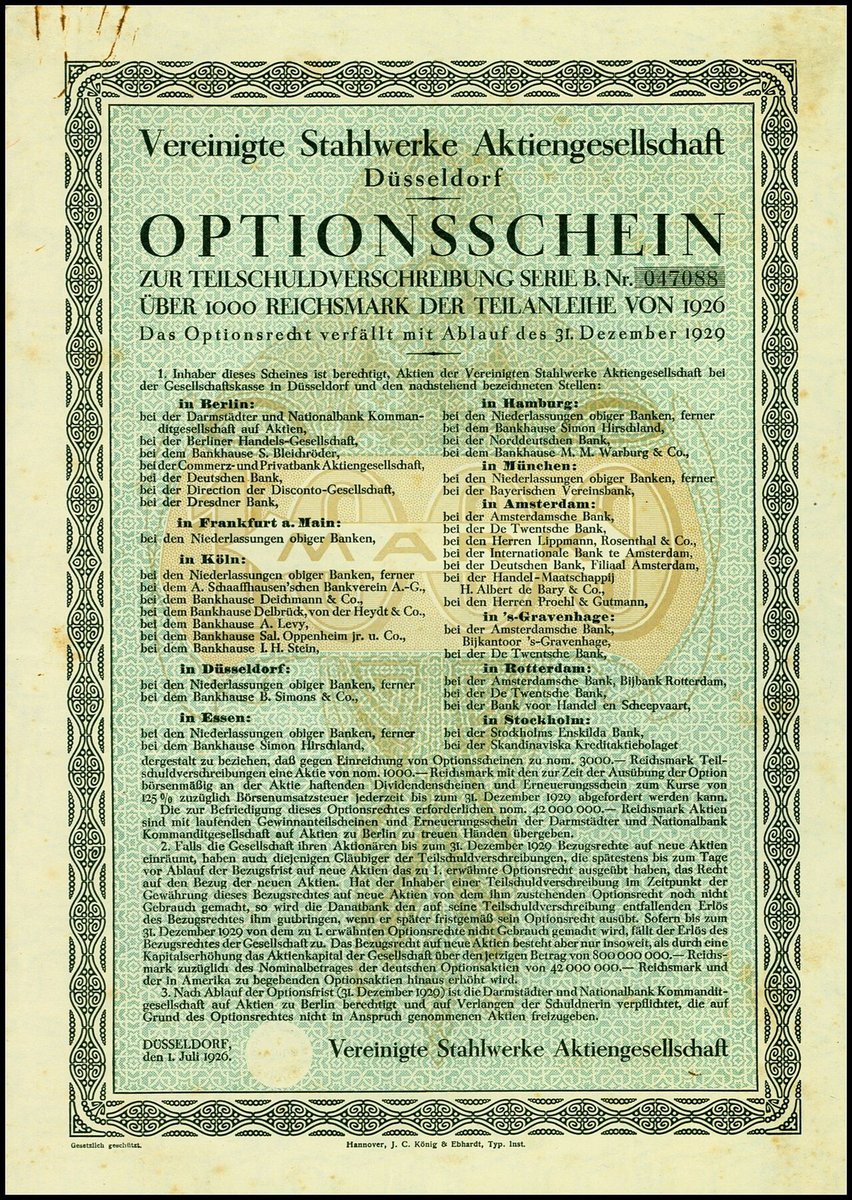 Vereinigte Stahlwerke Aktiengesellschaft
Düsseldorf
OPTIONSSCHEIN
ZUR TEILSCHULDVERSCHREIBUNG SERIE B. Nr. 047088
ÜBER 1000 REICHSMARK DER TEILANLEIHE VON 1926
Das Optionsrecht verfällt mit Ablauf des 31. Dezember 1929
1. Inhaber dieses Scheines ist berechtigt, Aktien der Vereinigten Stahlwerke Aktiengesellschaft bei
der Gesellschaftskasse in Düsseldorf und den nachstehend bezeichneten Stellen:
in Berlin:
bei der Darmstädter und Nationalbank Komman-
ditgesellschaft auf Aktien,
bei der Berliner Handels-Gesellschaft,
bei dem Bankhause S. Bleichröder,
bei der Commerz- und Privatbank Aktiengesellschaft,
bei der Deutschen Bank,
bei der Direction der Disconto-Gesellschaft,
bei der Dresdner Bank,
in Frankfurt a. Main:
bei den Niederlassungen obiger Banken,
in Köln:
bei den Niederlassungen obiger Banken, ferner
bei dem A. Schaaffhausen'schen Bankverein A.-G.,
bei dem Bankhause Deichmann & Co.,
bei dem Bankhause Delbrück, von der Heydt & Co.,
bei dem Bankhause A. Levy,
bei dem Bankhause Sal. Oppenheim jr. u. Co.,
bei dem Bankhause I. H. Stein,
in Düsseldorf:
bei den Niederlassungen obiger Banken, ferner
bei dem Bankhause B. Simons & Co.,
in Essen:
bei den Niederlassungen obiger Banken, ferner
bei dem Bankhause Simon Hirschland,
in Hamburg:
bei den Niederlassungen obiger Banken, ferner
bei dem Bankhause Simon Hirschland,
bei der Norddeutschen Bank,
bei dem Bankhause M. M. Warburg & Co.,
in München:
bei den Niederlassungen obiger Banken, ferner
bei der Bayerischen Vereinsbank,
in Amsterdam:
bei der Amsterdamsche Bank,
bei der De Twentsche Bank,
bei den Herren Lippmann, Rosenthal & Co.,
bei der Internationale Bank te Amsterdam,
bei der Deutschen Bank, Filiaal Amsterdam,
bei der Handel-Maatschappij
H. Albert de Bary & Co.,
bei den Herren Proehl & Gutmann,
in 's-Gravenhage:
bei der Amsterdamsche Bank,
Bijkantoor 's-Gravenhage,
bei der De Twentsche Bank,
in Rotterdam:
bei der Amsterdamsche Bank, Bijbank Rotterdam,
bei der De Twentsche Bank,
bei der Bank voor Handel en Scheepvaart,
in Stockholm:
bei der Stockholms Enskilda Bank,
bei der Skandinaviska Kreditaktiebolaget
dergestalt zu beziehen, daß gegen Einreichung von Optionsscheinen zu nom. 3000.— Reichsmark Teil-
schuldverschreibungen eine Aktie von nom. 1000.— Reichsmark mit den zur Zeit der Ausübung der Option
börsenmäßig an der Aktie haftenden Dividendenscheinen und Erneuerungsschein zum Kurse von
125% zuzüglich Börsenumsatzsteuer jederzeit bis zum 31. Dezember 1929 abgefordert werden kann.
Die zur Befriedigung dieses Optionsrechtes erforderlichen nom. 42 000 000.— Reichsmark Aktien
sind mit laufenden Gewinnanteilscheinen und Erneuerungsschein der Darmstädter und Nationalbank
Kommanditgesellschaft auf Aktien zu Berlin zu treuen Händen übergeben.
2. Falls die Gesellschaft ihren Aktionären bis zum 31. Dezember 1929 Bezugsrechte auf neue Aktien
einräumt, haben auch diejenigen Gläubiger der Teilschuldverschreibungen, die spätestens bis zum Tage
vor Ablauf der Bezugsfrist auf neue Aktien das zu 1. erwähnte Optionsrecht ausgeübt haben, das Recht
auf den Bezug der neuen Aktien. Hat der Inhaber einer Teilschuldverschreibung im Zeitpunkt der
Gewährung dieses Bezugsrechtes auf neue Aktien von dem ihm zustehenden Optionsrecht noch nicht
Gebrauch gemacht, so wird die Danatbank den auf seine Teilschuldverschreibung entfallenden Erlös
des Bezugsrechtes ihm gutbringen, wenn er später fristgemäß sein Optionsrecht ausübt. Sofern bis zum
31. Dezember 1929 von dem zu 1. erwähnten Optionsrechte nicht Gebrauch gemacht wird, fällt der Erlös des
Bezugsrechtes der Gesellschaft zu. Das Bezugsrecht auf neue Aktien besteht aber nur insoweit, als durch eine
Kapitalserhöhung das Aktienkapital der Gesellschaft über den jetzigen Betrag von 800 000 000.— Reichs-
mark zuzüglich des Nominalbetrages der deutschen Optionsaktien von 42 000 000.— Reichsmark und
der in Amerika zu begebenden Optionsaktien hinaus erhöht wird.
3. Nach Ablauf der Optionsfrist (31. Dezember 1929) ist die Darmstädter und Nationalbank Kommandit-
gesellschaft auf Aktien zu Berlin berechtigt und auf Verlangen der Schuldnerin verpflichtet, die auf
Grund des Optionsrechtes nicht in Anspruch genommenen Aktien freizugeben.
DÜSSELDORF,
den 1. Juli 1926.
Vereinigte Stahlwerke Aktiengesellschaft
Gesetzlich geschützt.
Hannover, J. C. König & Ebhardt, Typ. Inst.